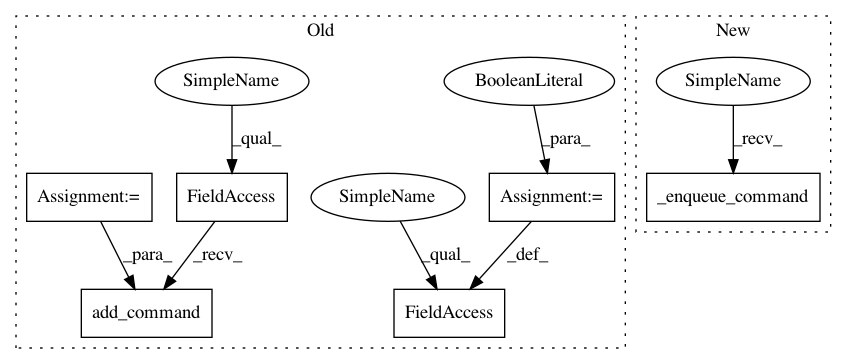 Old
New
SimpleName
BooleanLiteral
SimpleName
_qual_
_para_
_recv_
Assignment:=
FieldAccess
SimpleName
Assignment:=
_enqueue_command
_para_
_recv_
_qual_
_def_
add_command
FieldAccess